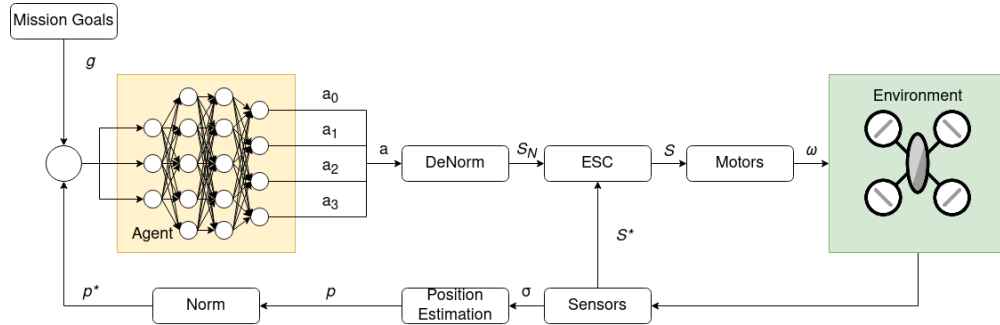 Mission Goals
g
a0
a1
a2
a3
Agent
a
DeNorm
SN
ESC
S
Motors
ω
Environment
S*
p*
Norm
p
Position
Estimation
σ
Sensors